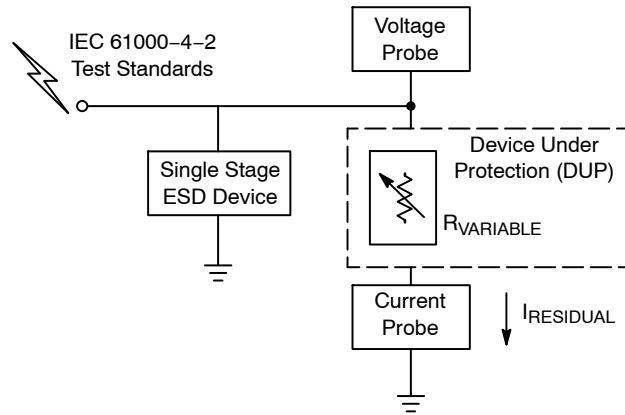 IEC 61000−4−2
Test Standards
Voltage
Probe
Single Stage
ESD Device
Device Under
Protection (DUP)
RVARIABLE
Current
Probe
IRESIDUAL